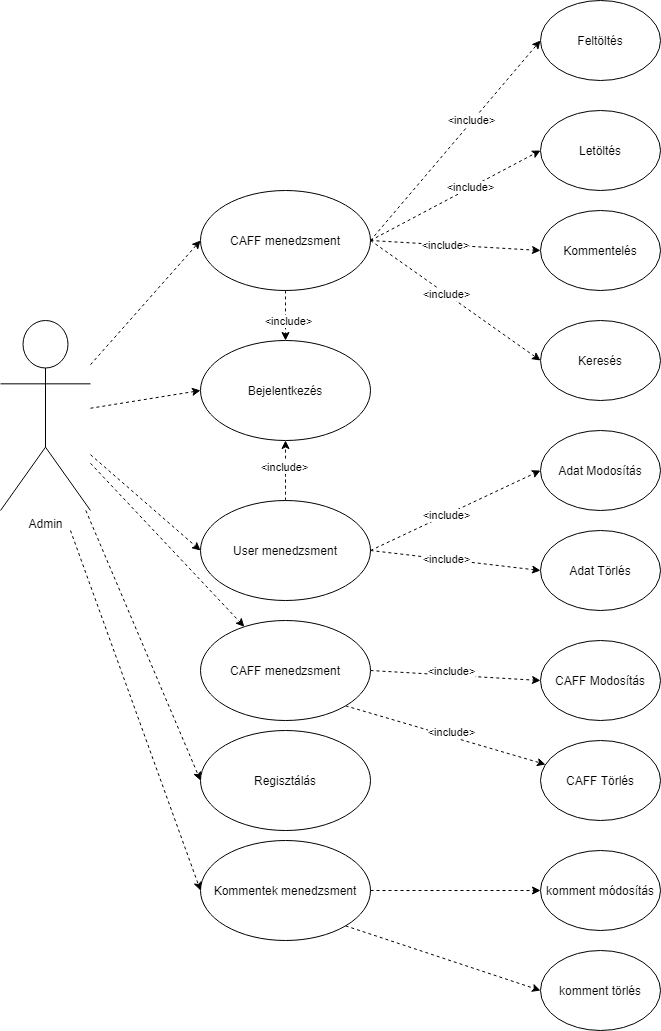 Feltöltés
<include>
Letöltés
<include>
CAFF menedzsment
<include>
Kommentelés
<include>
<include>
Keresés
Bejelentkezés
<include>
Adat Modosítás
<include>
Admin
User menedzsment
<include>
Adat Törlés
CAFF menedzsment
<include>
CAFF Modosítás
<include>
Regisztálás
CAFF Törlés
Kommentek menedzsment
komment módosítás
komment törlés